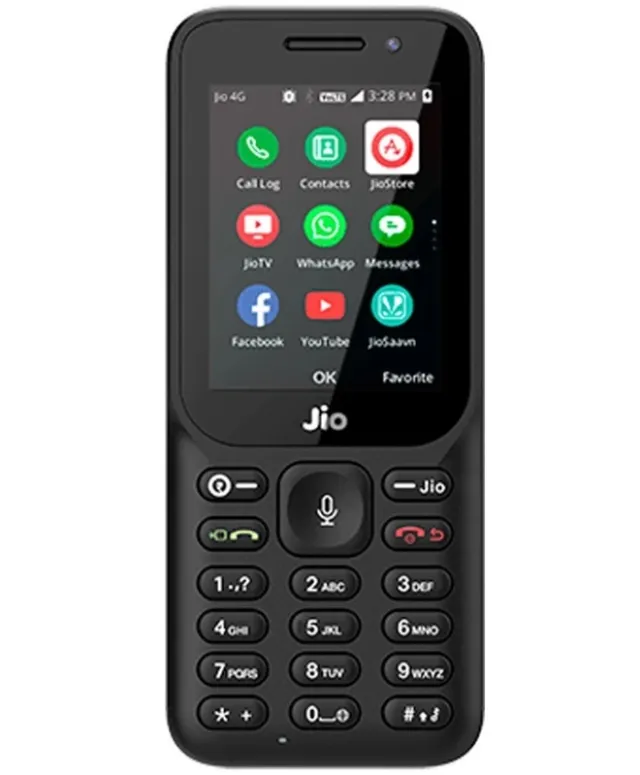 Jio 4G VoLTE 3:28 PM
Call Log Contacts JioStore
JioTV WhatsApp Messages
Facebook YouTube JioSaavn
OK Favorite
Jio
Jio
1 .,? 2 ABC 3 DEF
4 GHI 5 JKL 6 MNO
7 PQRS 8 TUV 9 WXYZ
* + 0 #